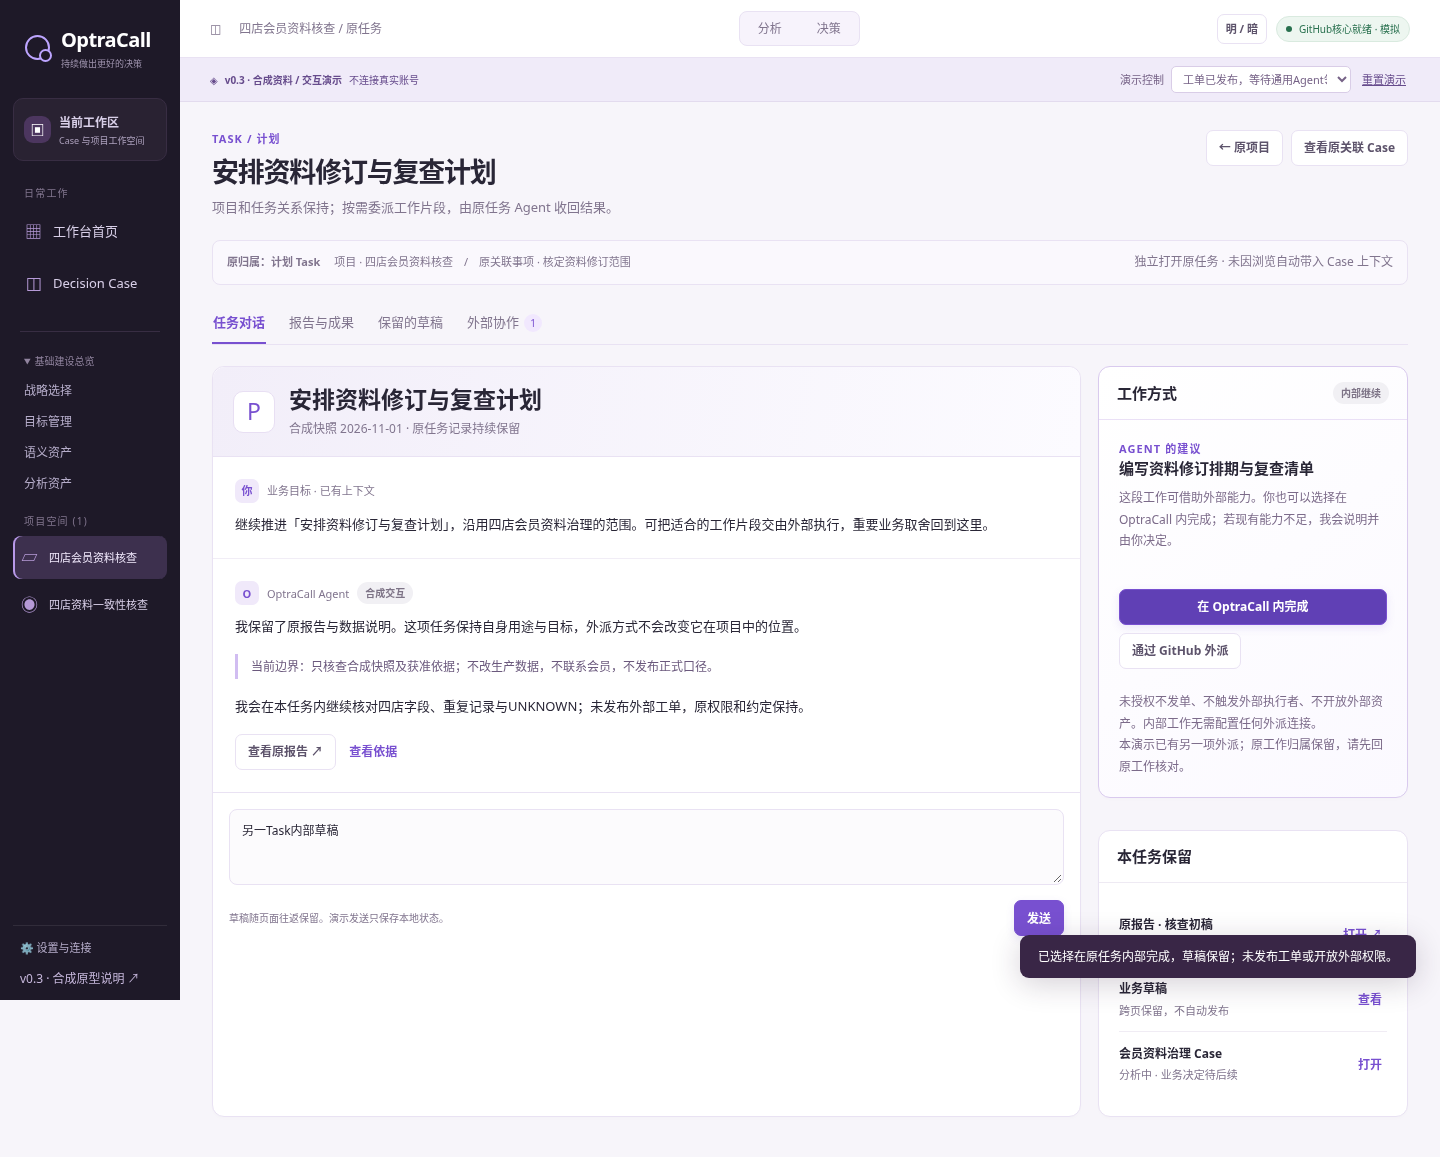 OptraCall
持续做出更好的决策
当前工作区
Case 与项目工作空间
日常工作
工作台首页
Decision Case
▼ 基础建设总览
战略选择
目标管理
语义资产
分析资产
项目空间 (1)
四店会员资料核查
四店资料一致性核查
⚙️ 设置与连接
v0.3 · 合成原型说明 ↗
四店会员资料核查 / 原任务
分析
决策
明 / 暗
GitHub核心就绪 · 模拟
◈ v0.3 · 合成资料 / 交互演示 不连接真实账号
演示控制
工单已发布，等待通用Agent
重置演示
TASK / 计划
安排资料修订与复查计划
项目和任务关系保持；按需委派工作片段，由原任务 Agent 收回结果。
← 原项目
查看原关联 Case
原归属：计划 Task 项目 · 四店会员资料核查 / 原关联事项 · 核定资料修订范围
独立打开原任务 · 未因浏览自动带入 Case 上下文
任务对话
报告与成果
保留的草稿
外部协作 1
P
安排资料修订与复查计划
合成快照 2026-11-01 · 原任务记录持续保留
你 业务目标 · 已有上下文
继续推进「安排资料修订与复查计划」，沿用四店会员资料治理的范围。可把适合的工作片段交由外部执行，重要业务取舍回到这里。
O OptraCall Agent 合成交互
我保留了原报告与数据说明。这项任务保持自身用途与目标，外派方式不会改变它在项目中的位置。
当前边界：只核查合成快照及获准依据；不改生产数据，不联系会员，不发布正式口径。
我会在本任务内继续核对四店字段、重复记录与UNKNOWN；未发布外部工单，原权限和约定保持。
查看原报告 ↗
查看依据
另一Task内部草稿
草稿随页面往返保留。演示发送只保存本地状态。
发送
工作方式
内部继续
AGENT 的建议
编写资料修订排期与复查清单
这段工作可借助外部能力。你也可以选择在
OptraCall 内完成；若现有能力不足，我会说明并
由你决定。
在 OptraCall 内完成
通过 GitHub 外派
未授权不发单、不触发外部执行者、不开放外部资
产。内部工作无需配置任何外派连接。
本演示已有另一项外派；原工作归属保留，请先回
原工作核对。
本任务保留
原报告 · 核查初稿
打开 ↗
已选择在原任务内部完成，草稿保留；未发布工单或开放外部权限。
业务草稿
跨页保留，不自动发布
查看
会员资料治理 Case
分析中 · 业务决定待后续
打开